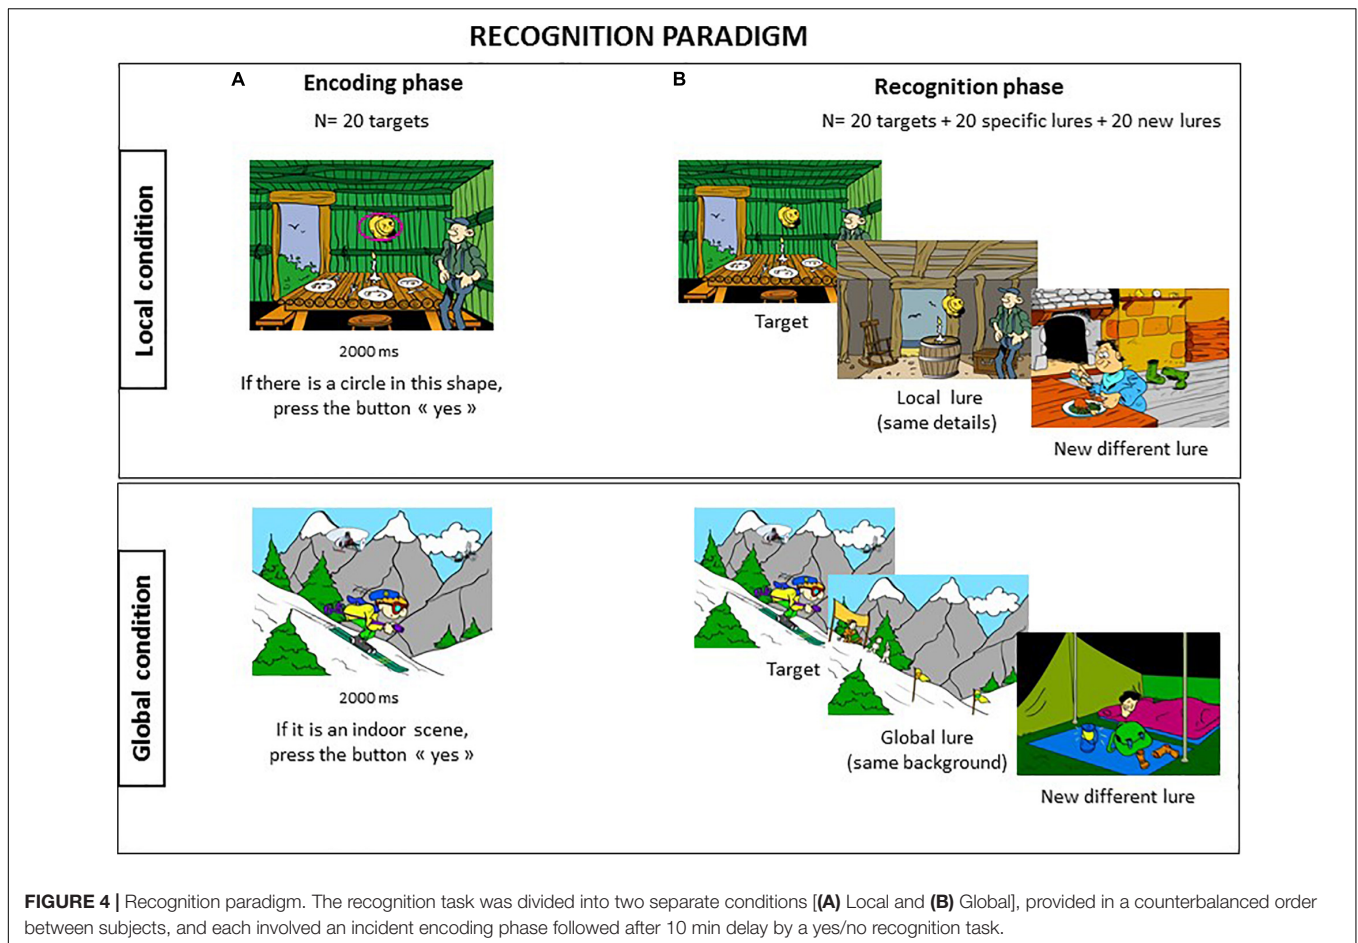 RECOGNITION PARADIGM
A
Encoding phase
N= 20 targets
B
Recognition phase
N= 20 targets + 20 specific lures + 20 new lures
Local condition
2000 ms
If there is a circle in this shape,
press the button « yes »
Target
Local lure
(same details)
New different lure
Global condition
2000 ms
If it is an indoor scene,
press the button « yes »
Target
Global lure
(same background)
New different lure
FIGURE 4 | Recognition paradigm. The recognition task was divided into two separate conditions [(A) Local and (B) Global], provided in a counterbalanced order
between subjects, and each involved an incident encoding phase followed after 10 min delay by a yes/no recognition task.